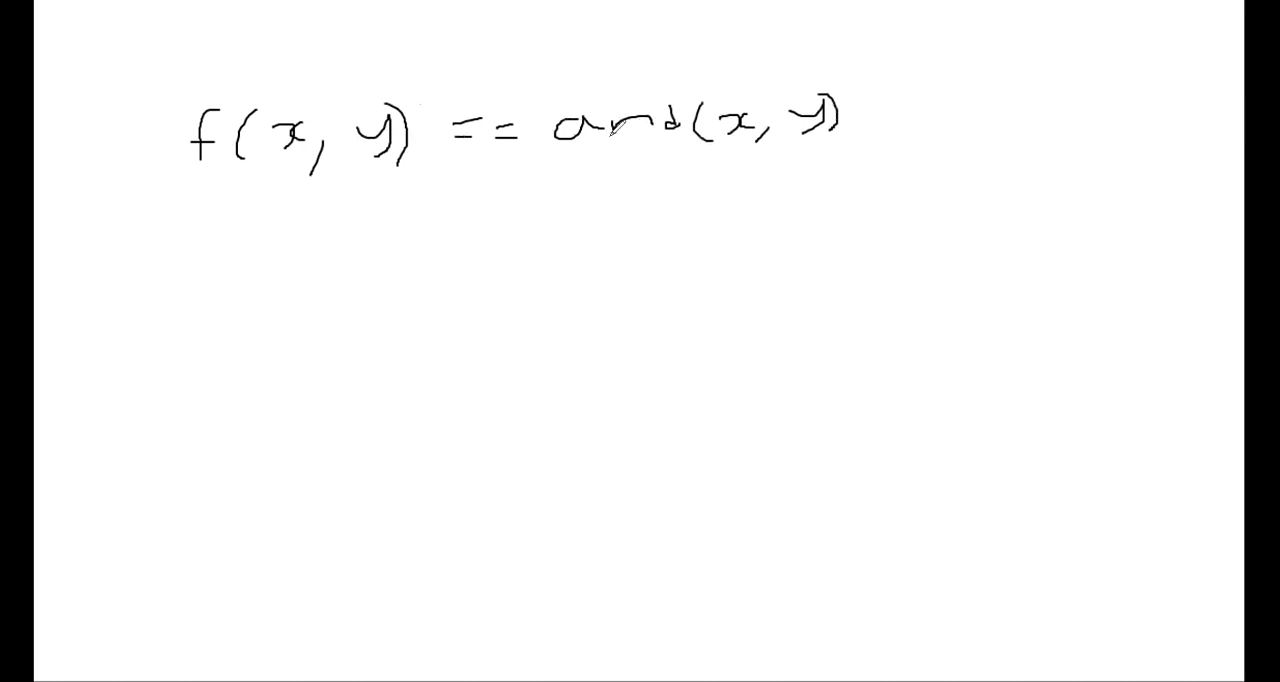 f(x, y) == and(x, y)